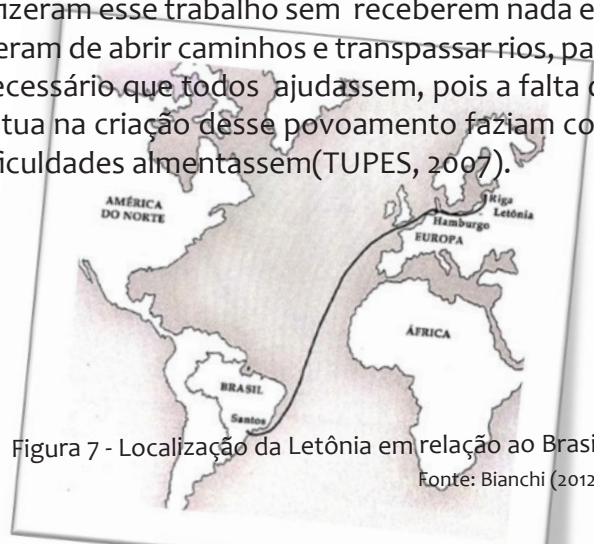 fizeram esse trabalho sem receberem nada e
eram de abrir caminhos e transpassar rios, pa
ecessário que todos ajudassem, pois a falta
tua na criação desse povoamento faziam co
iculdades almentassem(TUPES, 2007).
AMÉRICA
DO NORTE
Riga
Letônia
Hamburgo
EUROPA
ÁFRICA
BRASIL
Santos
Figura 7 - Localização da Letônia em relação ao Brasi
Fonte: Bianchi (2012